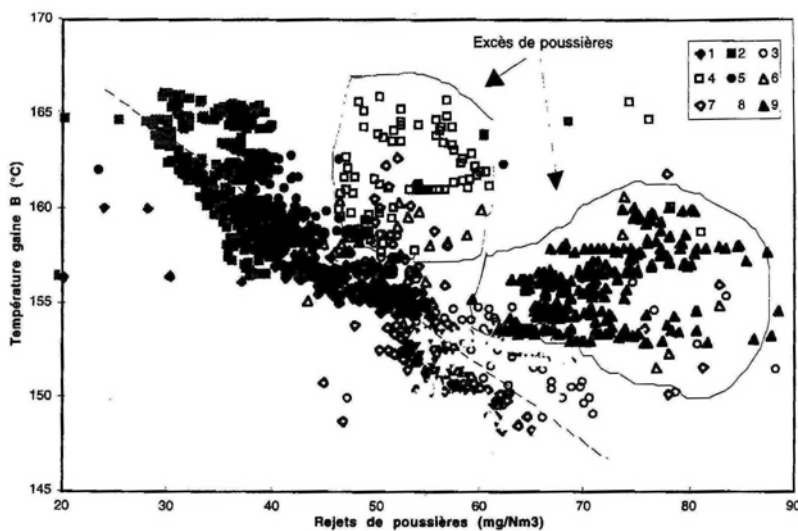 170
165
160
155
150
145
Température gaine B (°C)
Excès de poussières
1 2 3
4 5 6
7 8 9
20 30 40 50 60 70 80 90
Rejets de poussières (mg/Nm3)